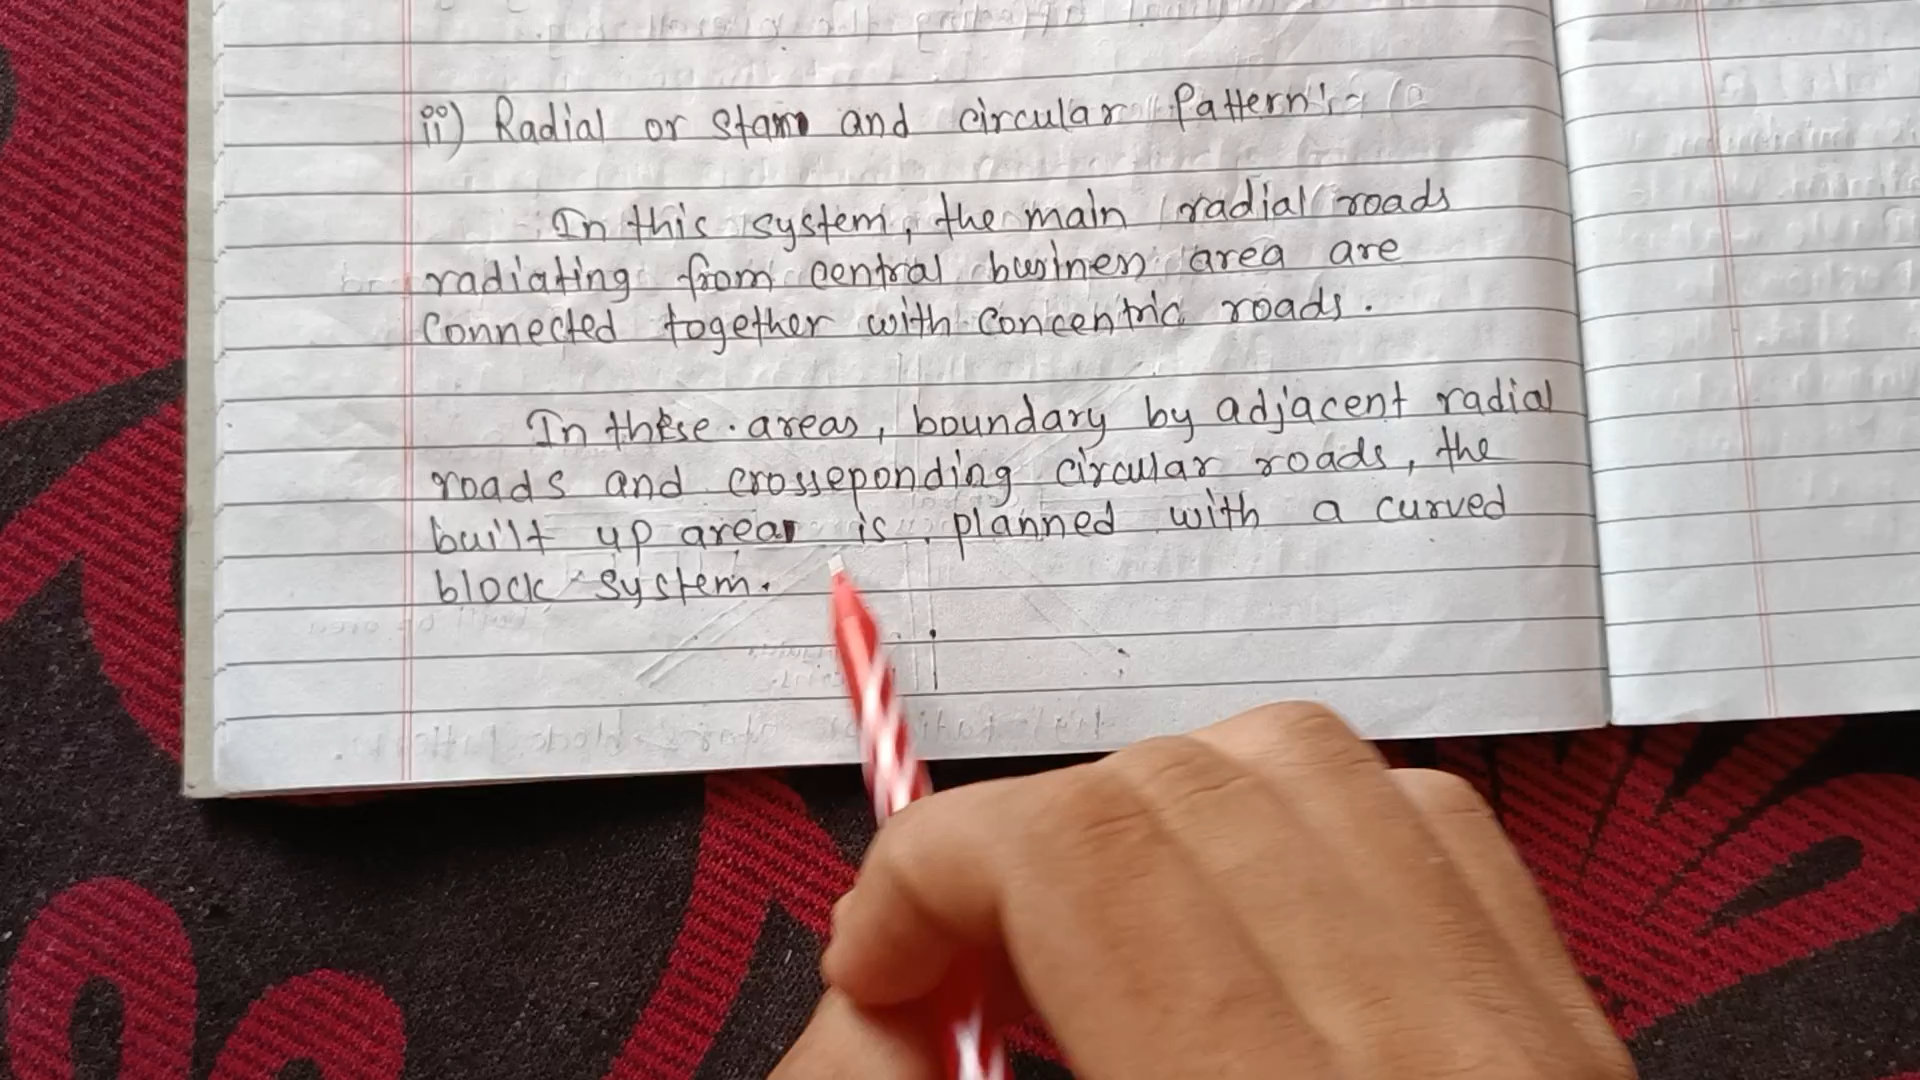 ii) Radial or star and circular Pattern :-
In this system, the main radial roads
radiating from central business area are
connected together with concentric roads.
In these areas, boundary by adjacent radial
roads and crosseponding circular roads, the
built up area is planned with a curved
block system.